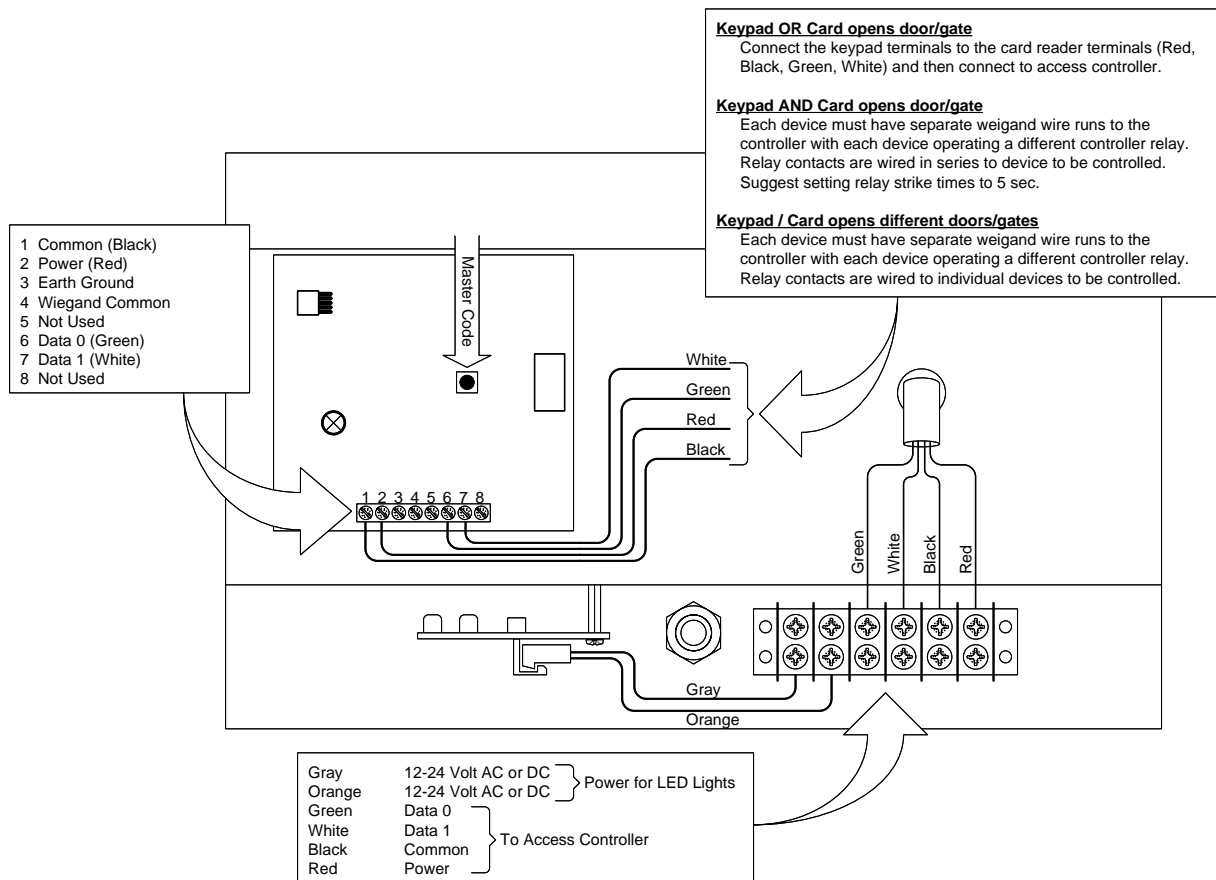 Keypad OR Card opens door/gate
Connect the keypad terminals to the card reader terminals (Red,
Black, Green, White) and then connect to access controller.
Keypad AND Card opens door/gate
Each device must have separate weigand wire runs to the
controller with each device operating a different controller relay.
Relay contacts are wired in series to device to be controlled.
Suggest setting relay strike times to 5 sec.
Keypad / Card opens different doors/gates
Each device must have separate weigand wire runs to the
controller with each device operating a different controller relay.
Relay contacts are wired to individual devices to be controlled.
1 Common (Black)
2 Power (Red)
3 Earth Ground
4 Wiegand Common
5 Not Used
6 Data 0 (Green)
7 Data 1 (White)
8 Not Used
Master Code
White
Green
Red
Black
1 2 3 4 5 6 7 8
Green
White
Black
Red
Gray
Orange
Gray 12-24 Volt AC or DC
Orange 12-24 Volt AC or DC
Power for LED Lights
Green Data 0
White Data 1
Black Common
Red Power
To Access Controller